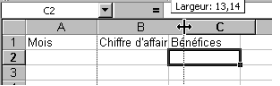 C2 = Largeur: 13,14
A B C
1 Mois Chiffre d'affair Bénéfices
2
3